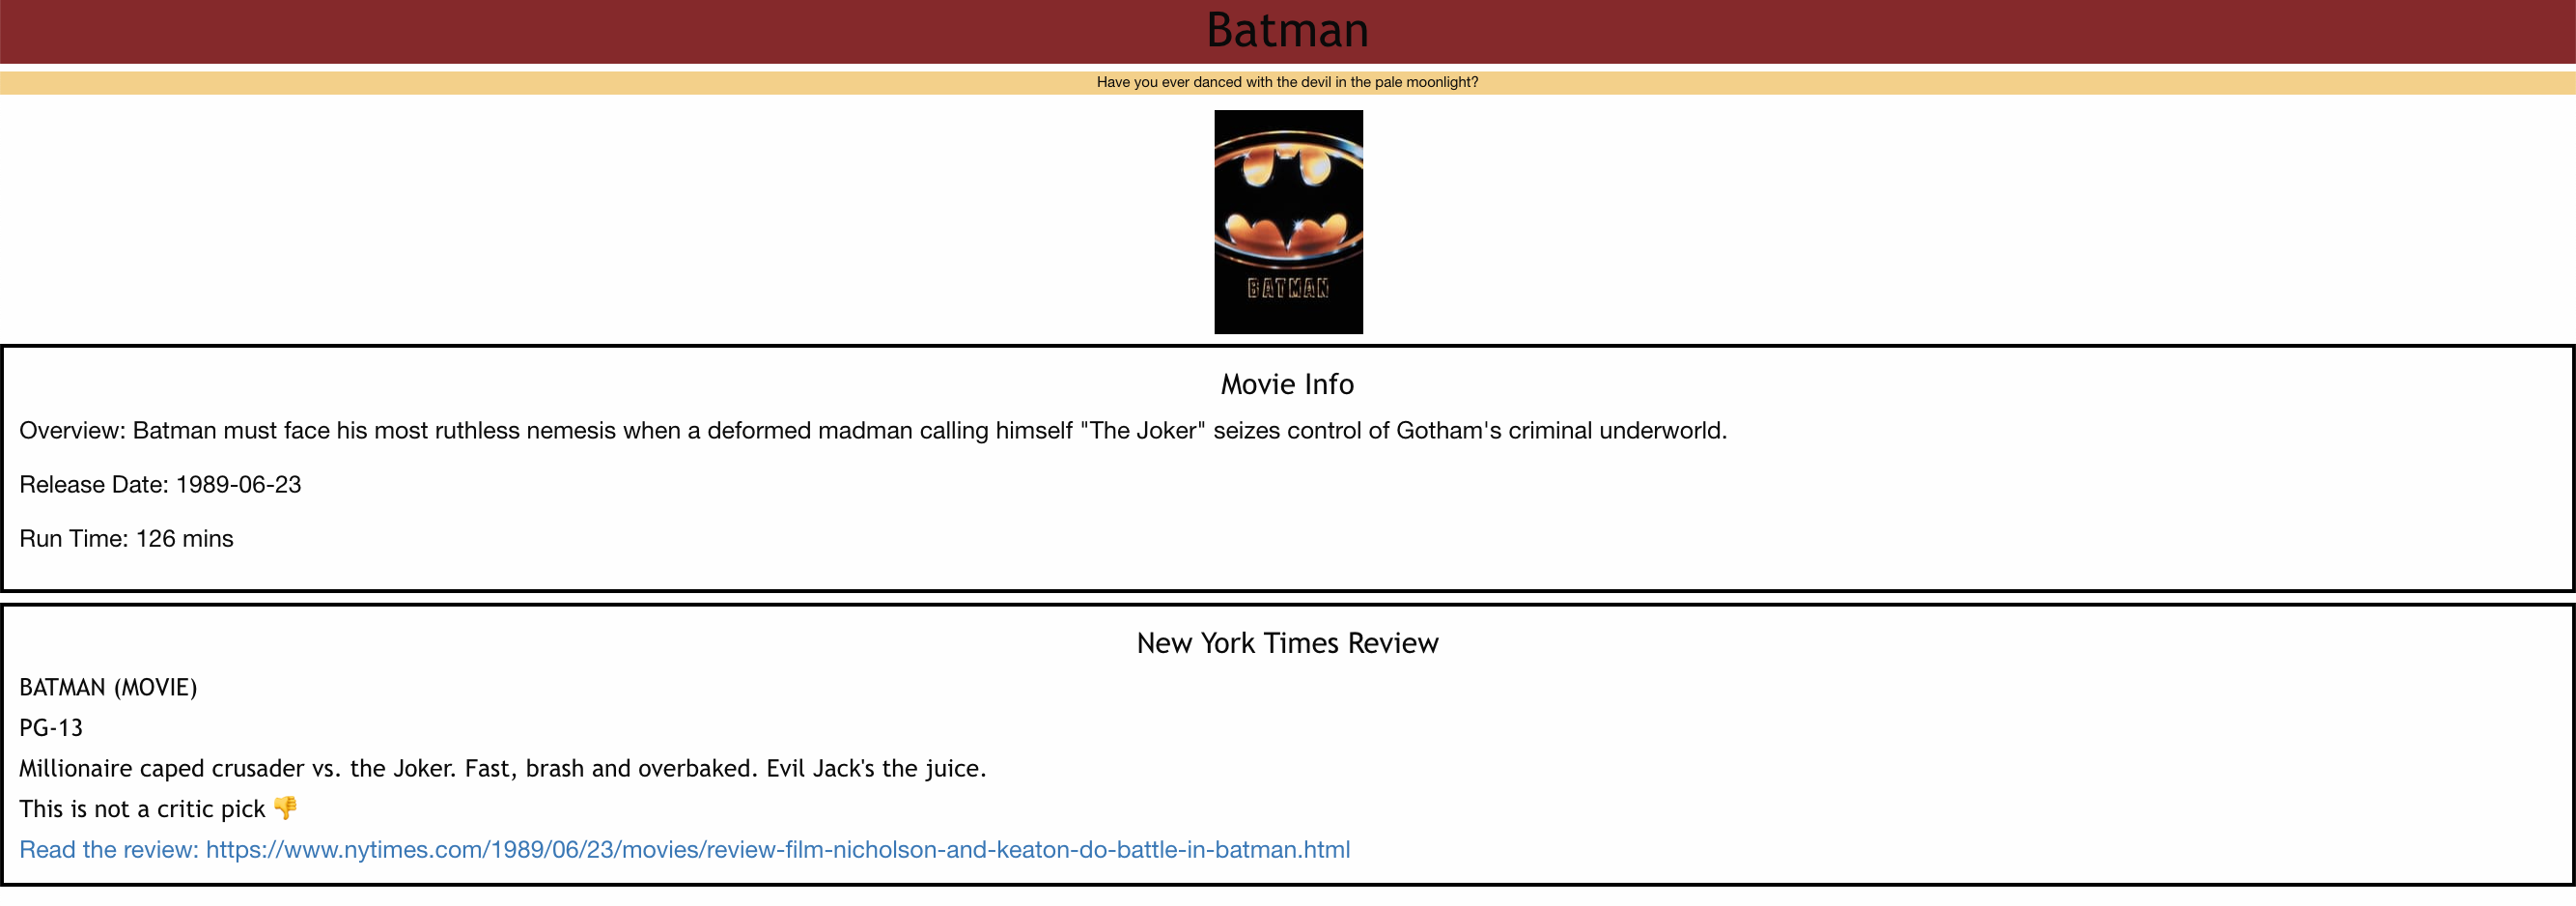 Batman
Have you ever danced with the devil in the pale moonlight?
BATMAN
Movie Info
Overview: Batman must face his most ruthless nemesis when a deformed madman calling himself "The Joker" seizes control of Gotham's criminal underworld.
Release Date: 1989-06-23
Run Time: 126 mins
New York Times Review
BATMAN (MOVIE)
PG-13
Millionaire caped crusader vs. the Joker. Fast, brash and overbaked. Evil Jack's the juice.
This is not a critic pick 👎
Read the review: https://www.nytimes.com/1989/06/23/movies/review-film-nicholson-and-keaton-do-battle-in-batman.html